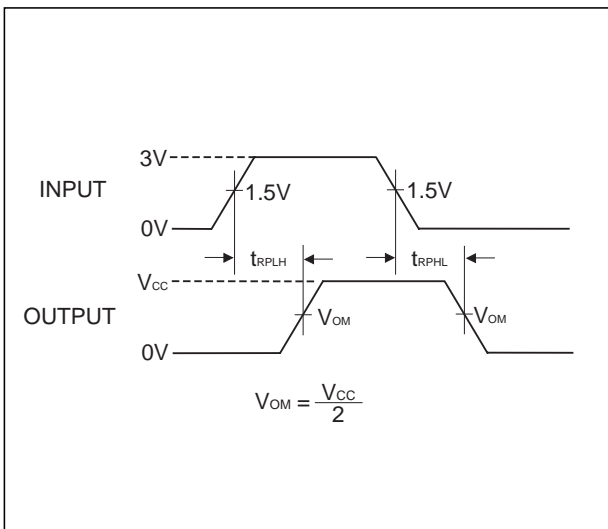 3V
INPUT
1.5V
1.5V
0V
tRPLH
tRPHL
VCC
OUTPUT
VOM
VOM
0V
VOM = VCC
2